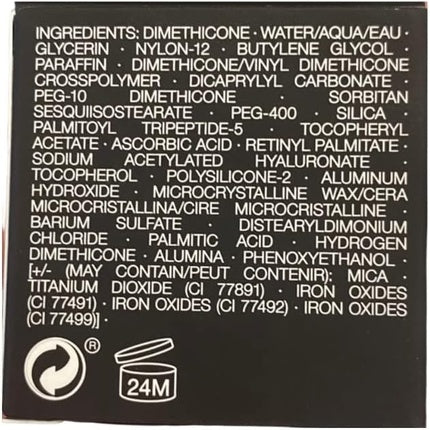 INGREDIENTS: DIMETHICONE · WATER/AQUA/EAU ·
GLYCERIN · NYLON-12 · BUTYLENE GLYCOL ·
PARAFFIN · DIMETHICONE/VINYL DIMETHICONE
CROSSPOLYMER · DICAPRYLYL CARBONATE ·
PEG-10 DIMETHICONE · SORBITAN
SESQUIISOSTEARATE · PEG-400 · SILICA ·
PALMITOYL TRIPEPTIDE-5 · TOCOPHERYL
ACETATE · ASCORBIC ACID · RETINYL PALMITATE ·
SODIUM ACETYLATED HYALURONATE ·
TOCOPHEROL · POLYSILICONE-2 · ALUMINUM
HYDROXIDE · MICROCRYSTALLINE WAX/CERA
MICROCRISTALLINA/CIRE MICROCRISTALLINE ·
BARIUM SULFATE · DISTEARYLDIMONIUM
CHLORIDE · PALMITIC ACID · HYDROGEN
DIMETHICONE · ALUMINA · PHENOXYETHANOL ·
[+/- (MAY CONTAIN/PEUT CONTENIR): MICA ·
TITANIUM DIOXIDE (CI 77891) · IRON OXIDES
(CI 77491) · IRON OXIDES (CI 77492) · IRON OXIDES
(CI 77499)] ·
®
24M